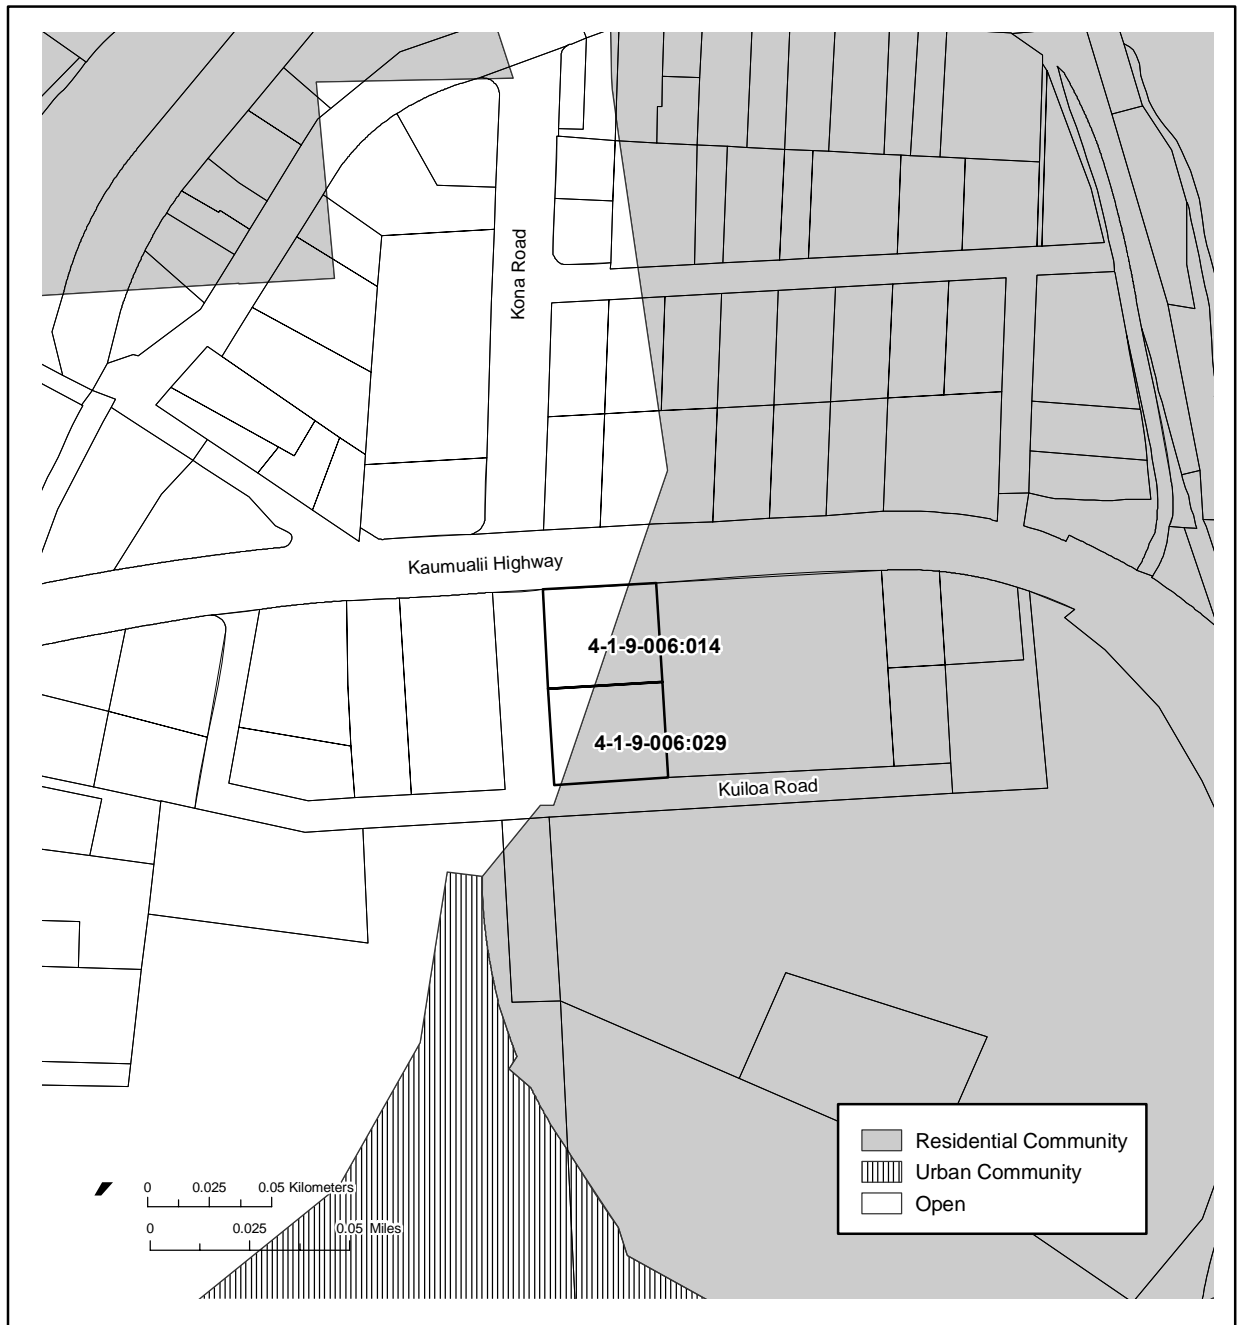 Kona Road
Kaumualii Highway
4-1-9-006:014
4-1-9-006:029
Kuiloa Road
Residential Community
Urban Community
Open
0 0.025 0.05 Kilometers
0 0.025 0.05 Miles